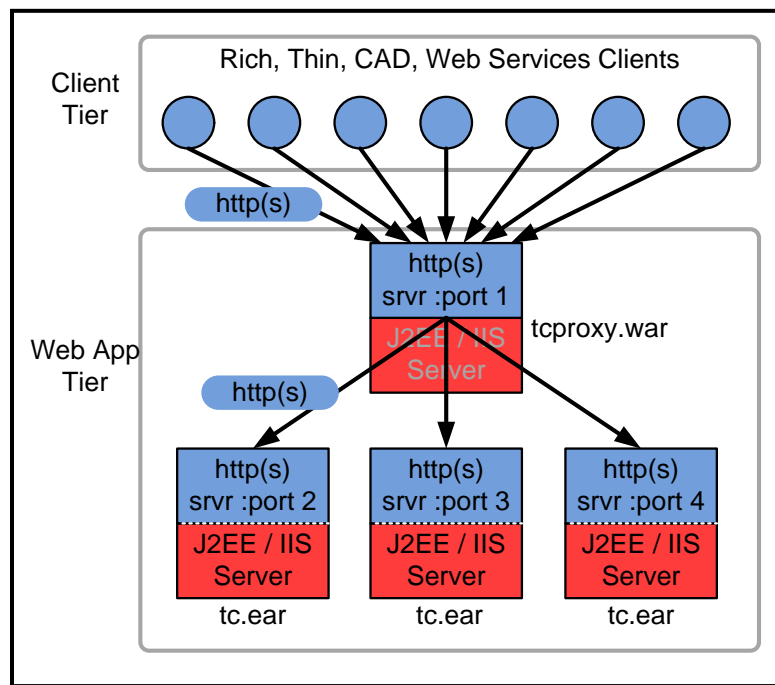 Rich, Thin, CAD, Web Services Clients
Client
Tier
http(s)
http(s)
srvr :port 1
J2EE / IIS
Server
tcproxy.war
Web App
Tier
http(s)
http(s)
srvr :port 2
J2EE / IIS
Server
tc.ear
http(s)
srvr :port 3
J2EE / IIS
Server
tc.ear
http(s)
srvr :port 4
J2EE / IIS
Server
tc.ear